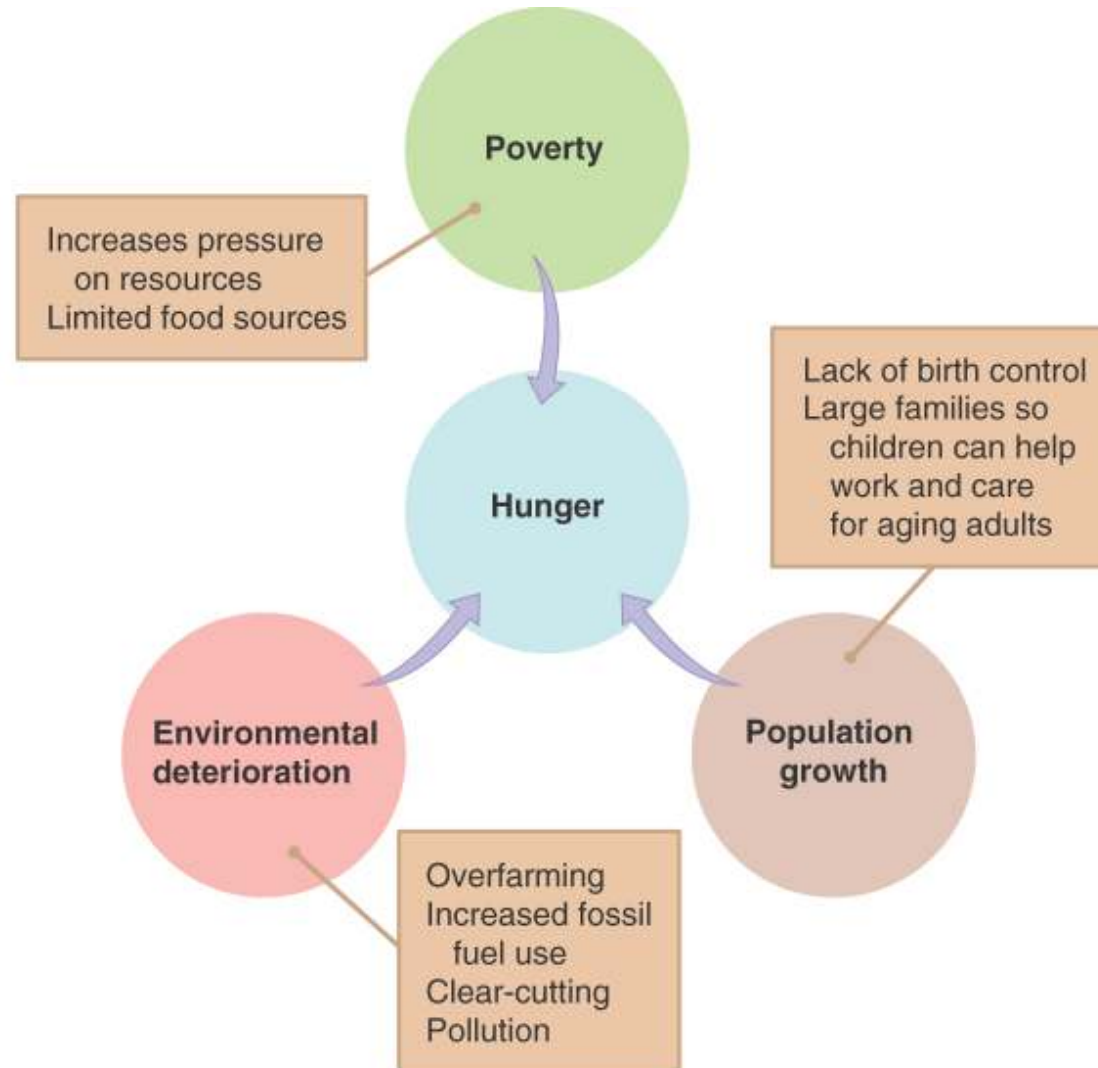 Poverty
Increases pressure
on resources
Limited food sources
Lack of birth control
Large families so
children can help
work and care
for aging adults
Hunger
Environmental
deterioration
Population
growth
Overfarming
Increased fossil
fuel use
Clear-cutting
Pollution